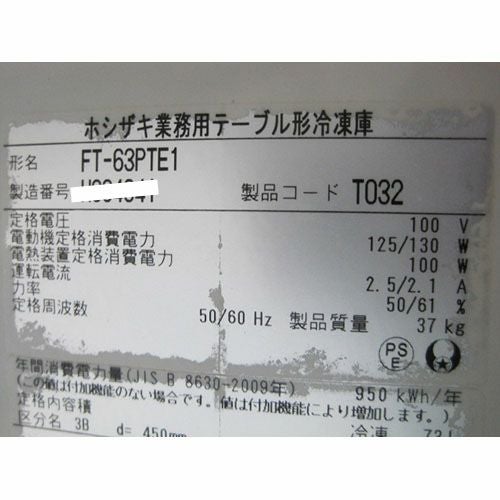 ホシザキ業務用テーブル形冷凍庫
形名 FT-63PTE1
製造番号 製品コード T032
定格電圧 100 V
電動機定格消費電力 125/130 W
電熱装置定格消費電力 100 W
運転電流 2.5/2.1 A
力率 50/61 %
定格周波数 50/60 Hz 製品質量 37 kg
PS E
年間消費電力量(JIS B 8630-2009年) 950 kWh/年
(この値は付加機能のない場合です。値は付加機能により増加します。)
定格内容積
区分名 3B d= 450mm 冷凍 72L